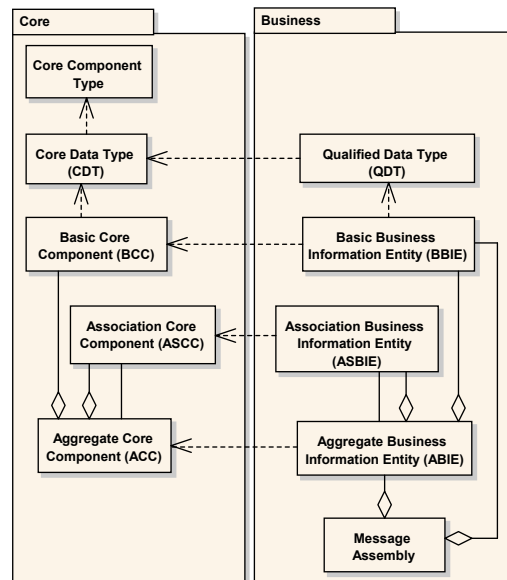 Core
Business
Core Component
Type
Core Data Type
(CDT)
Qualified Data Type
(QDT)
Basic Core
Component (BCC)
Basic Business
Information Entity (BBIE)
Association Core
Component (ASCC)
Association Business
Information Entity
(ASBIE)
Aggregate Core
Component (ACC)
Aggregate Business
Information Entity (ABIE)
Message
Assembly